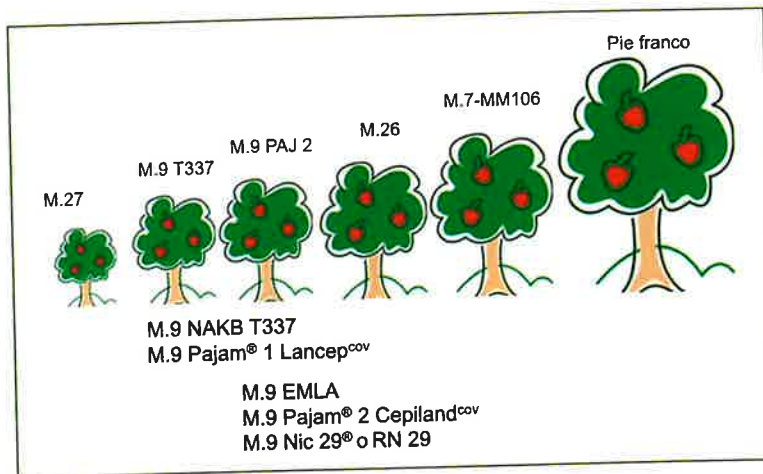 Pie franco
M.7-MM106
M.26
M.9 PAJ 2
M.9 T337
M.27
M.9 NAKB T337
M.9 Pajam® 1 Lancepcov
M.9 EMLA
M.9 Pajam® 2 Cepilandcov
M.9 Nic 29® o RN 29